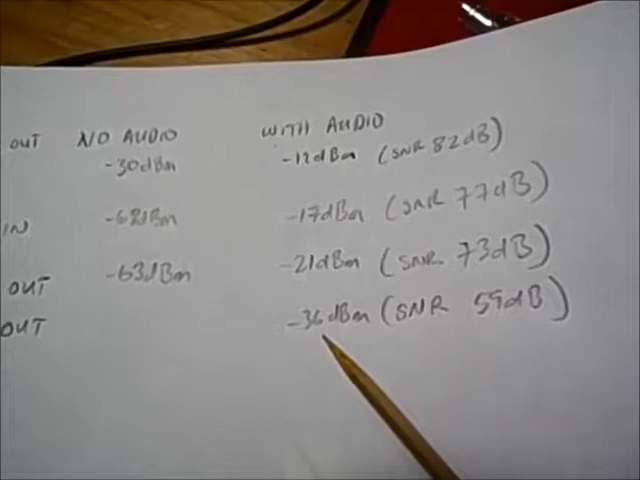 OUT NO AUDIO WITH AUDIO
-30dBm -12dBm (SNR 82dB)
IN -68dBm -17dBm (SNR 77dB)
OUT -63dBm -21dBm (SNR 73dB)
OUT -36dBm (SNR 59dB)